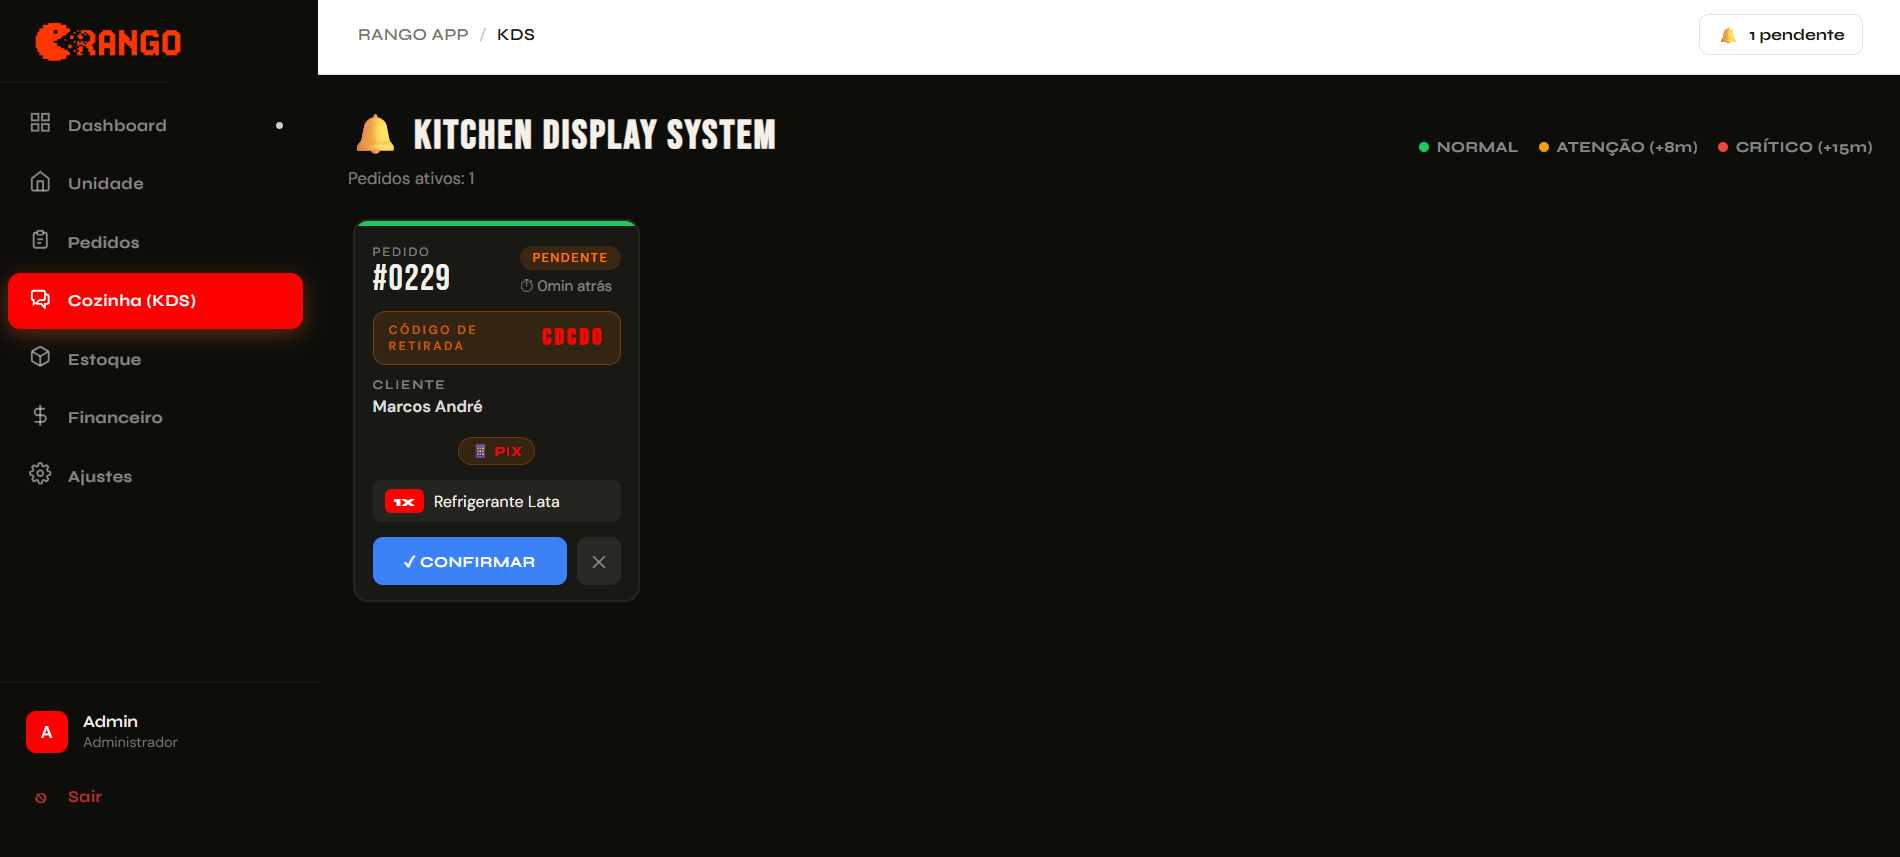 RANGO
Dashboard
Unidade
Pedidos
Cozinha (KDS)
Estoque
Financeiro
Ajustes
A
Admin
Administrador
Sair
RANGO APP / KDS
1 pendente
KITCHEN DISPLAY SYSTEM
Pedidos ativos: 1
NORMAL
ATENÇÃO (+8m)
CRÍTICO (+15m)
PEDIDO
#0229
PENDENTE
0min atrás
CÓDIGO DE
RETIRADA
CDCD0
CLIENTE
Marcos André
PIX
1x Refrigerante Lata
✓ CONFIRMAR